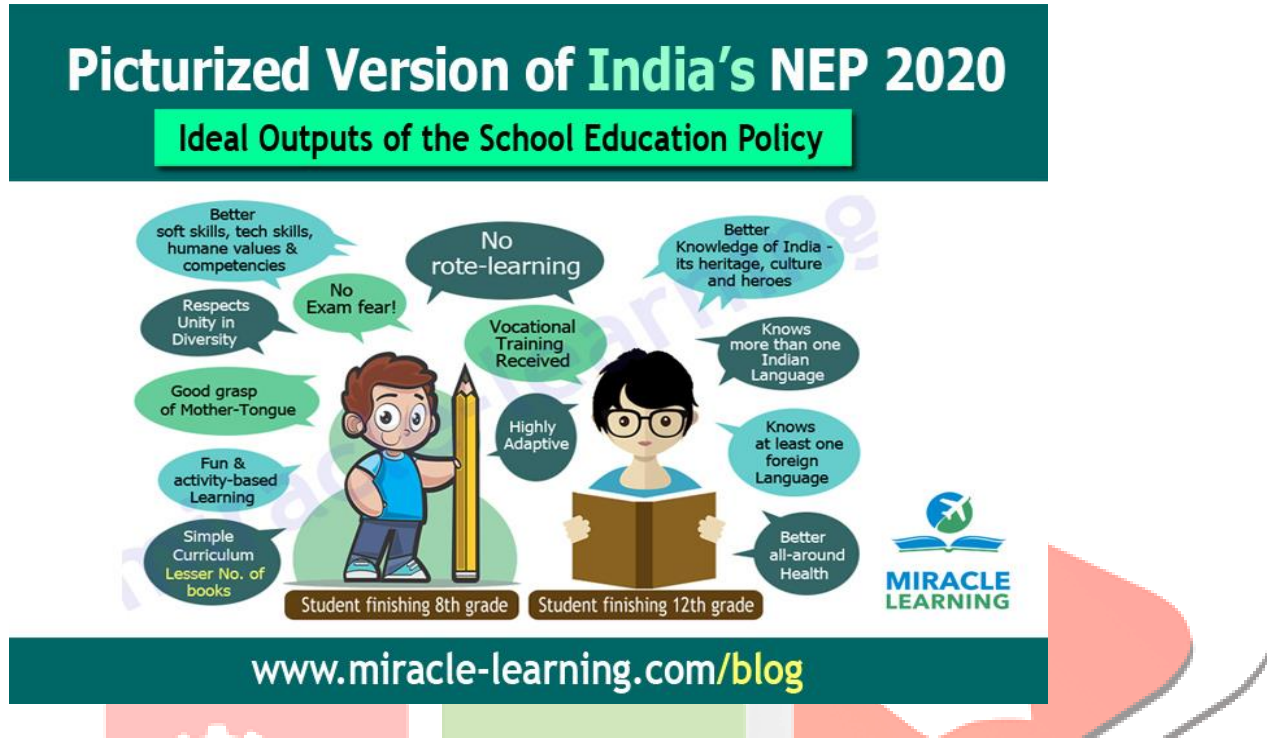 Picturized Version of India's NEP 2020
Ideal Outputs of the School Education Policy
Better
soft skills, tech skills,
humane values &
competencies
No
Exam fear!
Respects
Unity in
Diversity
Good grasp
of Mother-Tongue
Fun &
activity-based
Learning
Simple
Curriculum
Lesser No. of
books
No
rote-learning
Vocational
Training
Received
Highly
Adaptive
Better
Knowledge of India -
its heritage, culture
and heroes
Knows
more than one
Indian
Language
Knows
at least one
foreign
Language
Better
all-around
Health
Student finishing 8th grade
Student finishing 12th grade
miracle learning
MIRACLE
LEARNING
www.miracle-learning.com/blog